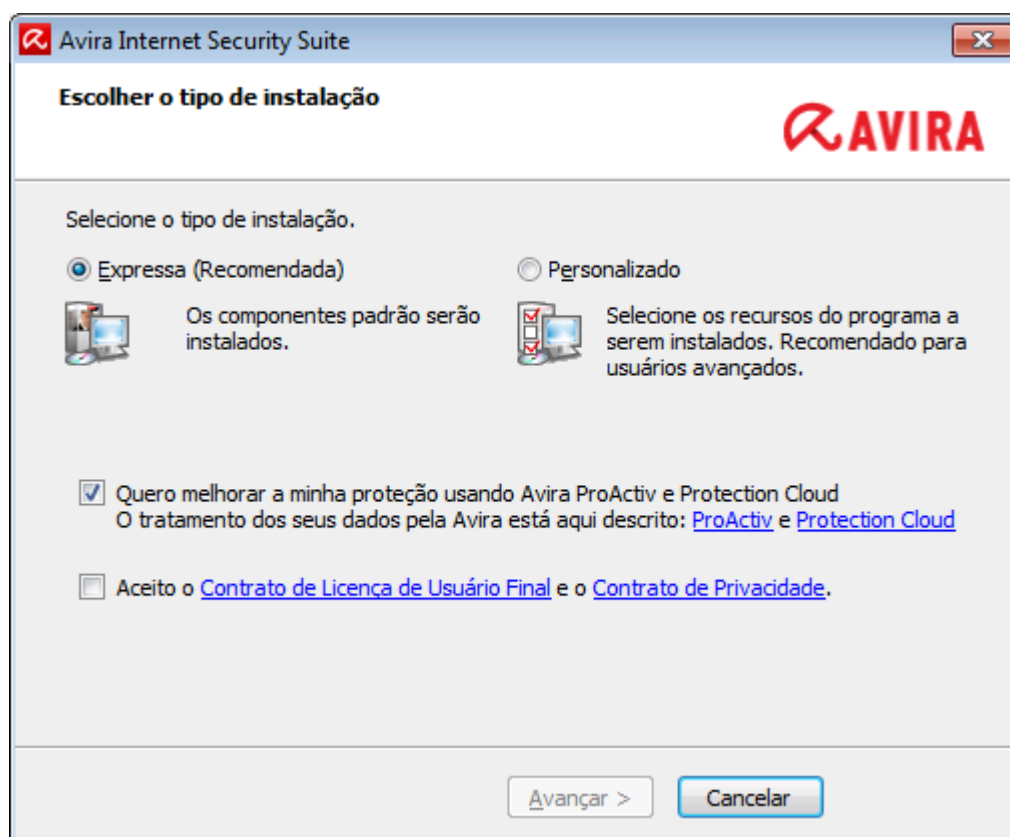 Avira Internet Security Suite
Escolher o tipo de instalação
AVIRA
Selecione o tipo de instalação.
Expressa (Recomendada)
Os componentes padrão serão
instalados.
Personalizado
Selecione os recursos do programa a
serem instalados. Recomendado para
usuários avançados.
Quero melhorar a minha proteção usando Avira ProActiv e Protection Cloud
O tratamento dos seus dados pela Avira está aqui descrito: ProActiv e Protection Cloud
Aceito o Contrato de Licença de Usuário Final e o Contrato de Privacidade.
Avançar >
Cancelar